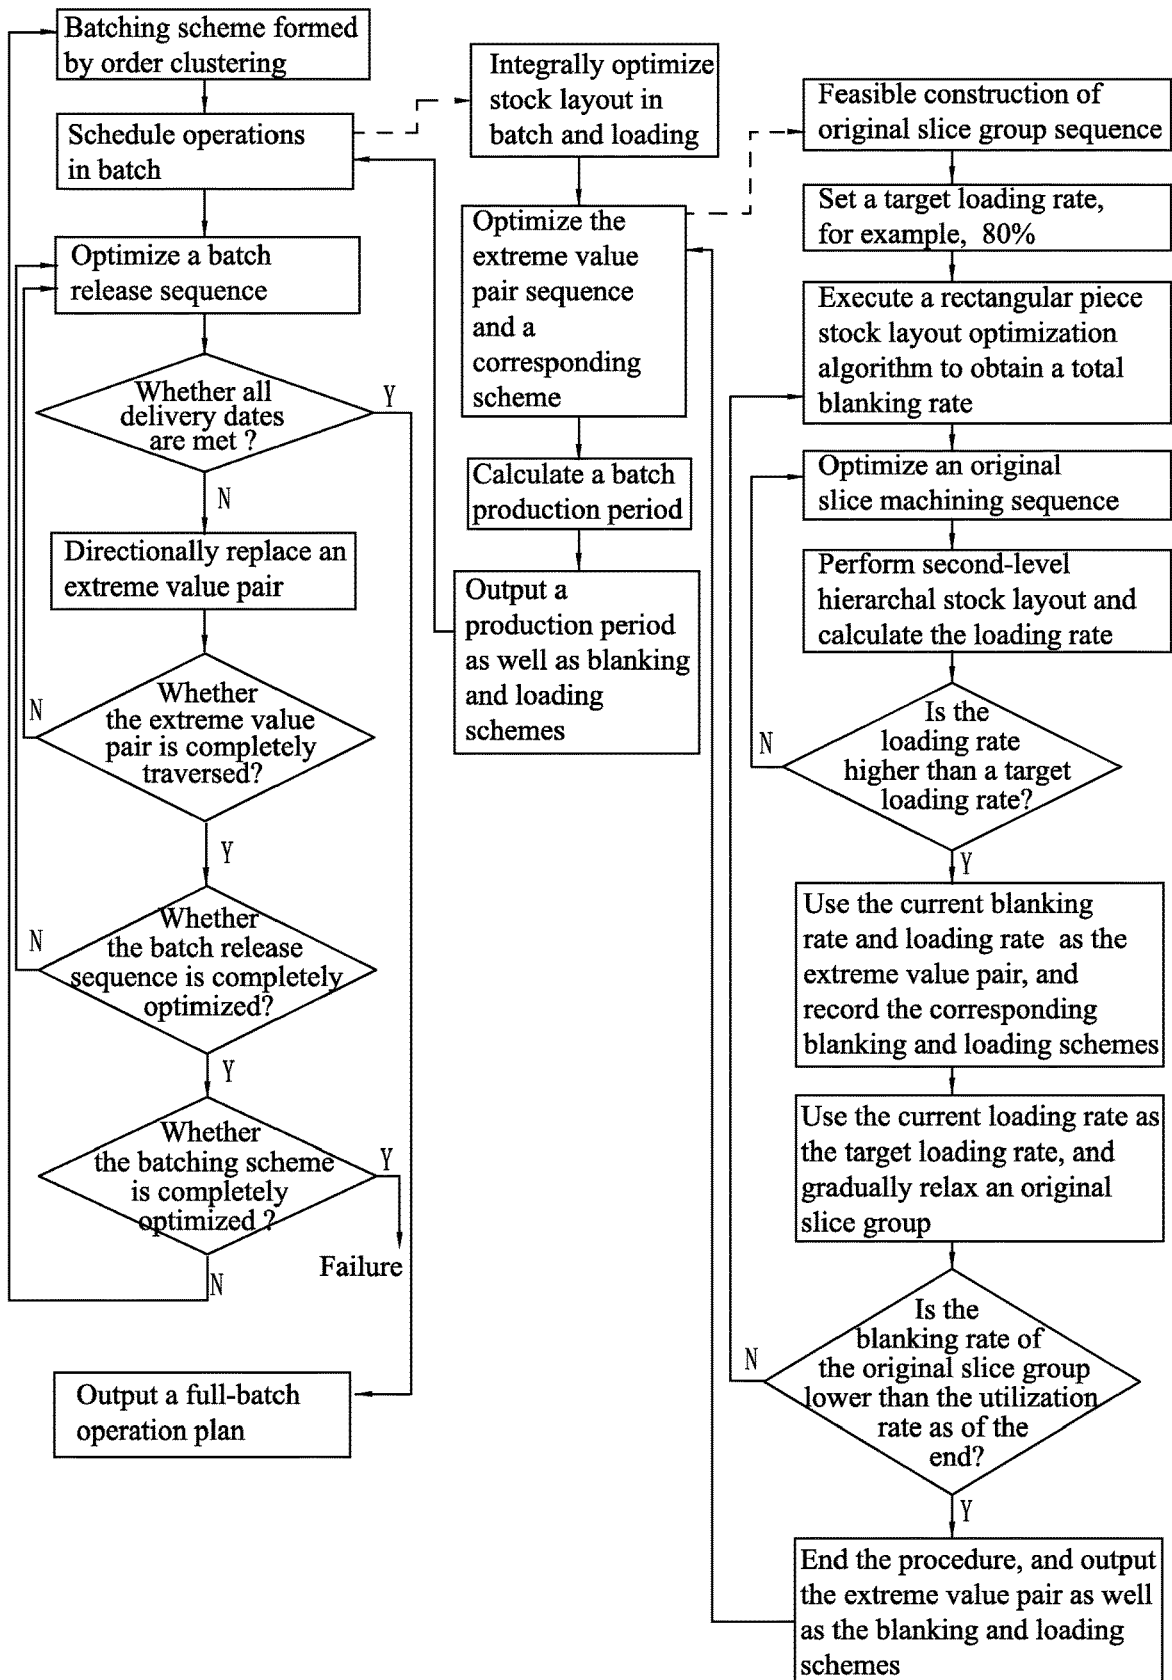 Batching scheme formed
by order clustering
Schedule operations
in batch
Optimize a batch
release sequence
Whether all
delivery dates
are met ?
Y
N
Directionally replace an
extreme value pair
Whether
the extreme value
pair is completely
traversed?
N
Y
Whether
the batch release
sequence is completely
optimized?
N
Y
Whether
the batching scheme
is completely
optimized ?
Y
Failure
N
Output a full-batch
operation plan
Integrally optimize
stock layout in
batch and loading
Optimize the
extreme value
pair sequence
and a
corresponding
scheme
Calculate a batch
production period
Output a
production period
as well as blanking
and loading
schemes
Feasible construction of
original slice group sequence
Set a target loading rate,
for example, 80%
Execute a rectangular piece
stock layout optimization
algorithm to obtain a total
blanking rate
Optimize an original
slice machining sequence
Perform second-level
hierarchal stock layout and
calculate the loading rate
Is the
loading rate
higher than a target
loading rate?
N
Y
Use the current blanking
rate and loading rate as the
extreme value pair, and
record the corresponding
blanking and loading schemes
Use the current loading rate as
the target loading rate, and
gradually relax an original
slice group
Is the
blanking rate of
the original slice group
lower than the utilization
rate as of the
end?
N
Y
End the procedure, and output
the extreme value pair as well
as the blanking and loading
schemes